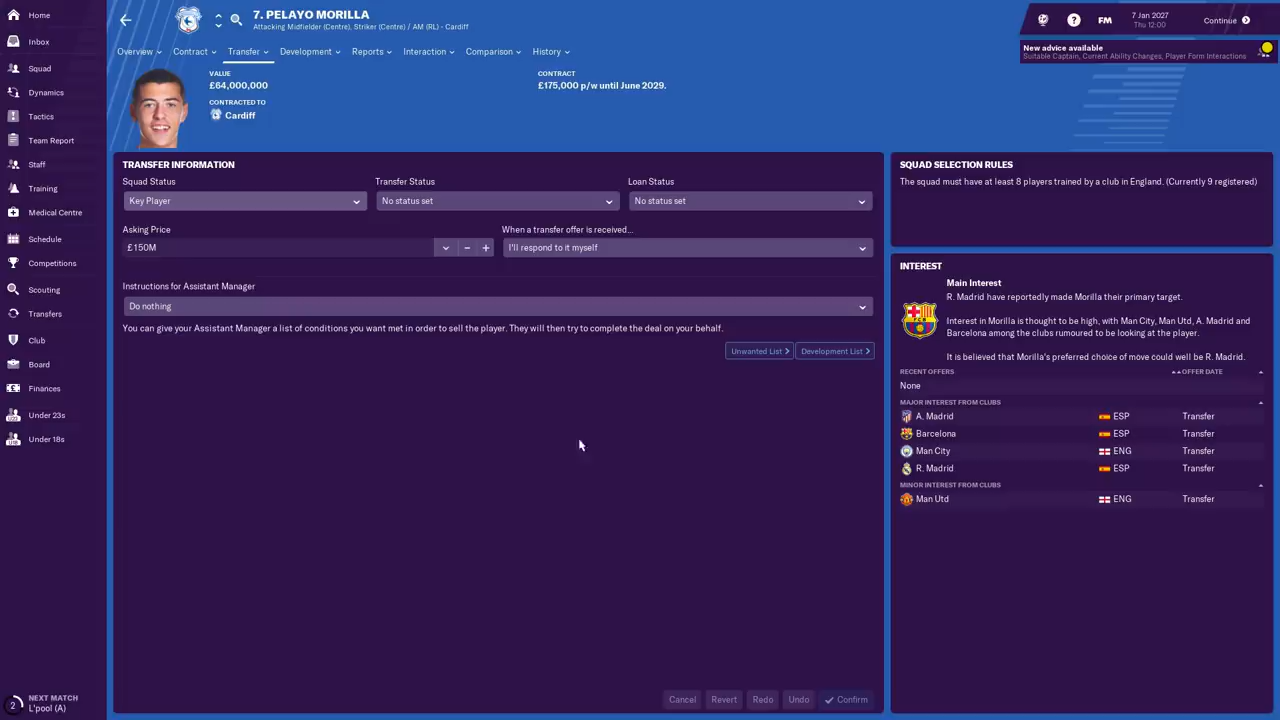 Home
Inbox
Squad
Dynamics
Tactics
Team Report
Staff
Training
Medical Centre
Schedule
Competitions
Scouting
Transfers
Club
Board
Finances
Under 23s
Under 18s
2
NEXT MATCH
L'pool (A)
7. PELAYO MORILLA
Attacking Midfielder (Centre), Striker (Centre) / AM (RL) - Cardiff
? FM
7 Jan 2027
Thu 12:00
Continue
New advice available
Suitable Captain, Current Ability Changes, Player Form Interactions
Overview Contract Transfer Development Reports Interaction Comparison History
VALUE
£64,000,000
CONTRACTED TO
Cardiff
CONTRACT
£175,000 p/w until June 2029.
TRANSFER INFORMATION
Squad Status Transfer Status Loan Status
Key Player No status set No status set
Asking Price When a transfer offer is received...
£150M I'll respond to it myself
Instructions for Assistant Manager
Do nothing
You can give your Assistant Manager a list of conditions you want met in order to sell the player. They will then try to complete the deal on your behalf.
Unwanted List Development List
Cancel Revert Redo Undo Confirm
SQUAD SELECTION RULES
The squad must have at least 8 players trained by a club in England. (Currently 9 registered)
INTEREST
Main Interest
R. Madrid have reportedly made Morilla their primary target.
Interest in Morilla is thought to be high, with Man City, Man Utd, A. Madrid and
Barcelona among the clubs rumoured to be looking at the player.
It is believed that Morilla's preferred choice of move could well be R. Madrid.
RECENT OFFERS OFFER DATE
None
MAJOR INTEREST FROM CLUBS
A. Madrid ESP Transfer
Barcelona ESP Transfer
Man City ENG Transfer
R. Madrid ESP Transfer
MINOR INTEREST FROM CLUBS
Man Utd ENG Transfer